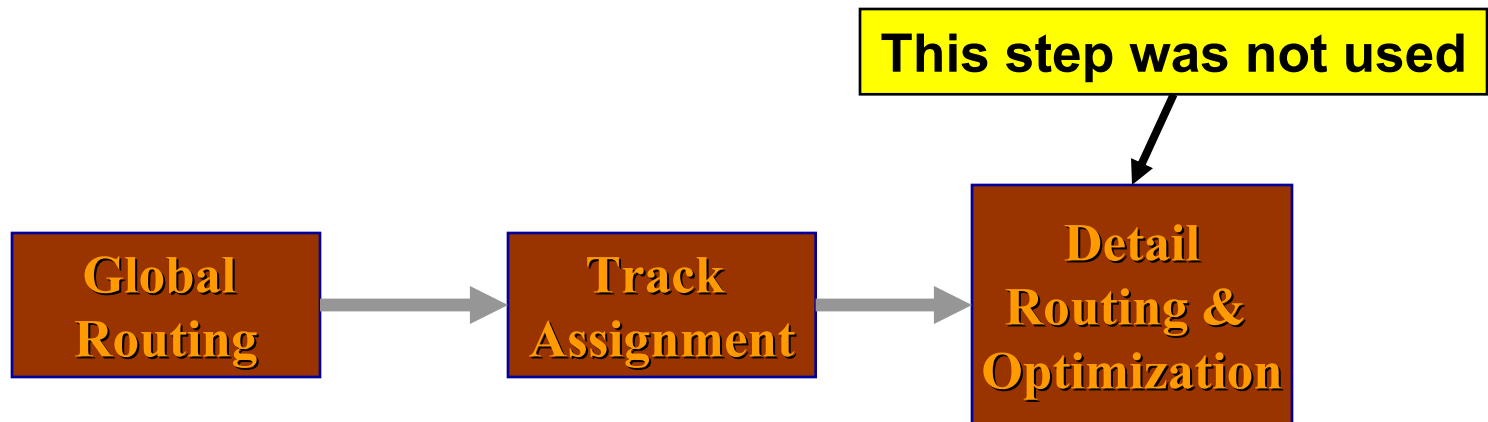 This step was not used
Global
Routing
Track
Assignment
Detail
Routing &
Optimization